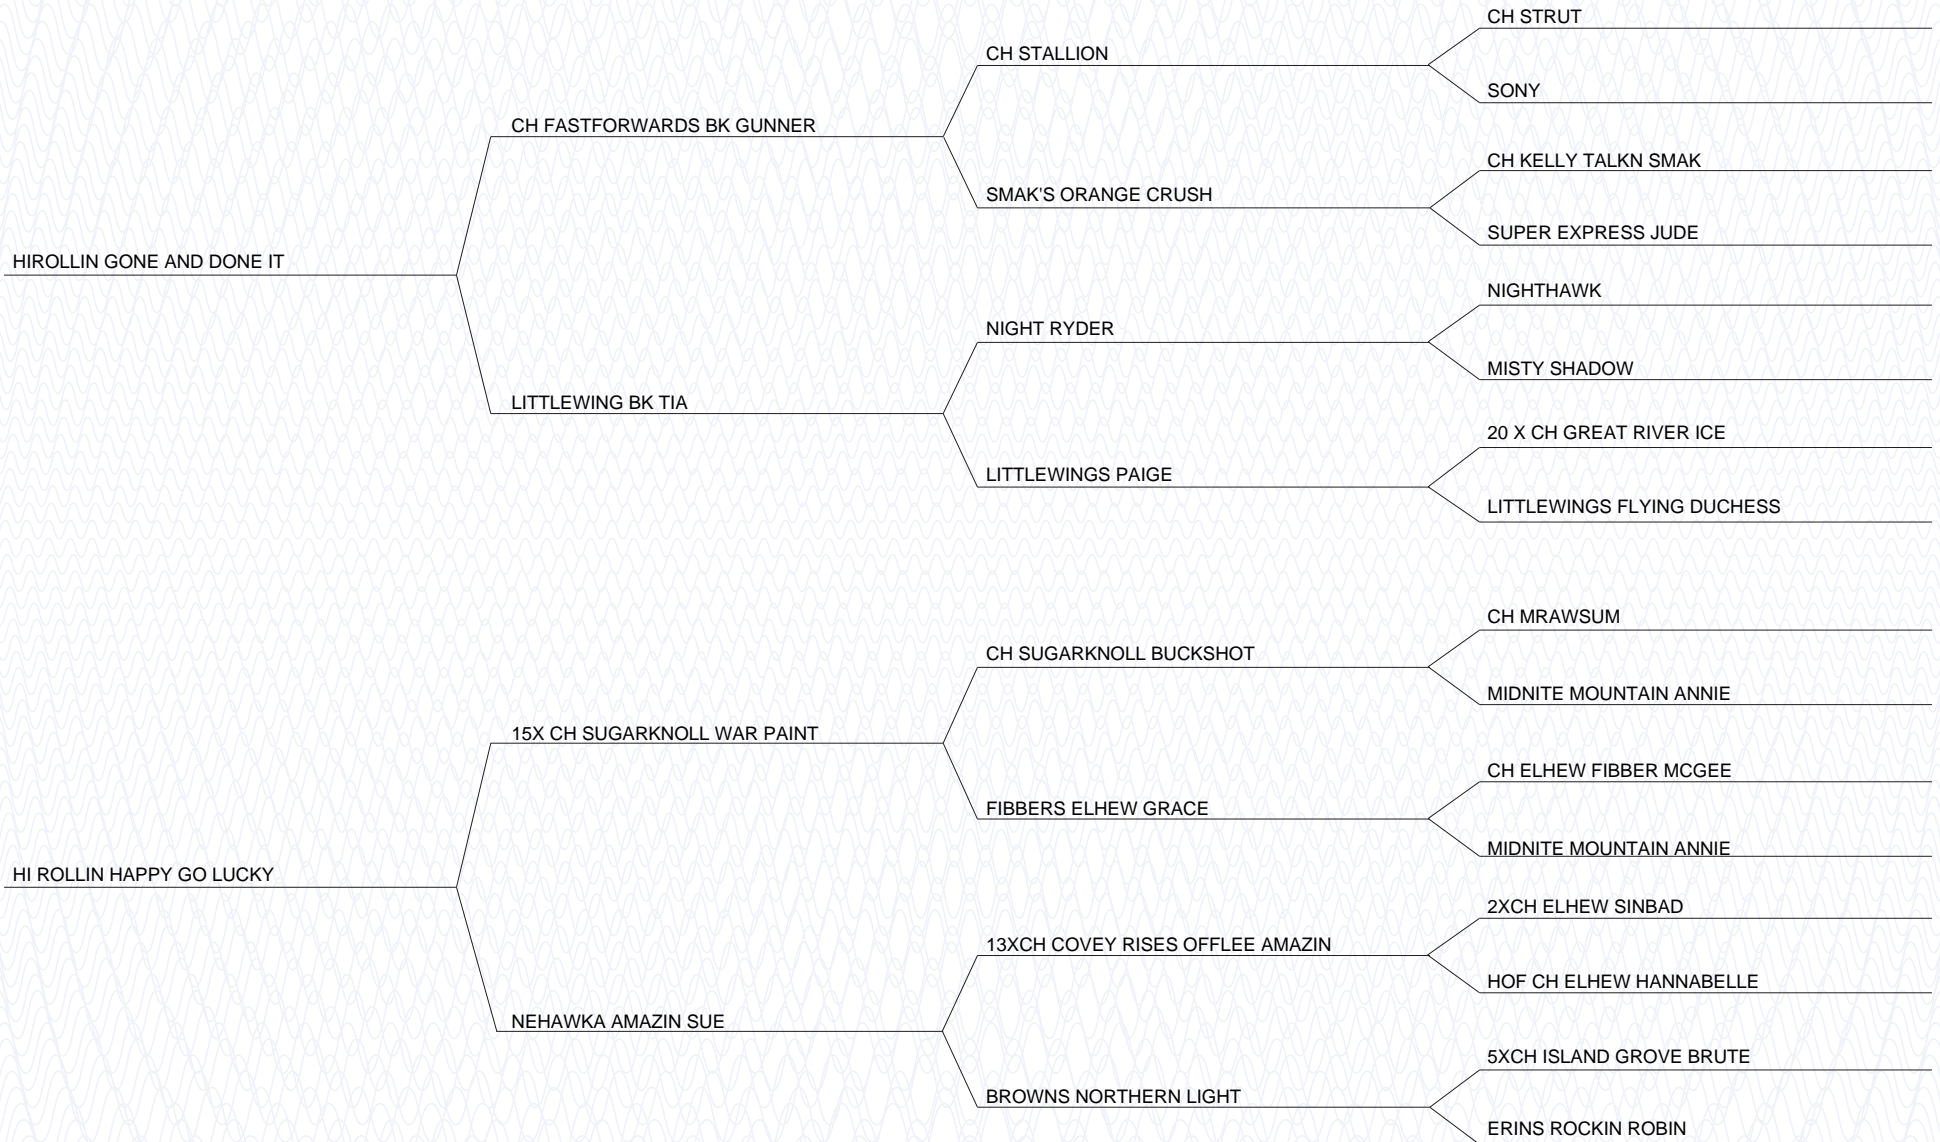 CH STRUT
CH STALLION
SONY
CH FASTFORWARDS BK GUNNER
CH KELLY TALKN SMAK
SMAK'S ORANGE CRUSH
SUPER EXPRESS JUDE
HIROLLIN GONE AND DONE IT
NIGHTHAWK
NIGHT RYDER
MISTY SHADOW
LITTLEWING BK TIA
20 X CH GREAT RIVER ICE
LITTLEWINGS PAIGE
LITTLEWINGS FLYING DUCHESS
CH MRAWSUM
CH SUGARKNOLL BUCKSHOT
MIDNITE MOUNTAIN ANNIE
15X CH SUGARKNOLL WAR PAINT
CH ELHEW FIBBER MCGEE
FIBBERS ELHEW GRACE
MIDNITE MOUNTAIN ANNIE
HI ROLLIN HAPPY GO LUCKY
2XCH ELHEW SINBAD
13XCH COVEY RISES OFFLEE AMAZIN
HOF CH ELHEW HANNABELLE
NEHAWKA AMAZIN SUE
5XCH ISLAND GROVE BRUTE
BROWNS NORTHERN LIGHT
ERINS ROCKIN ROBIN